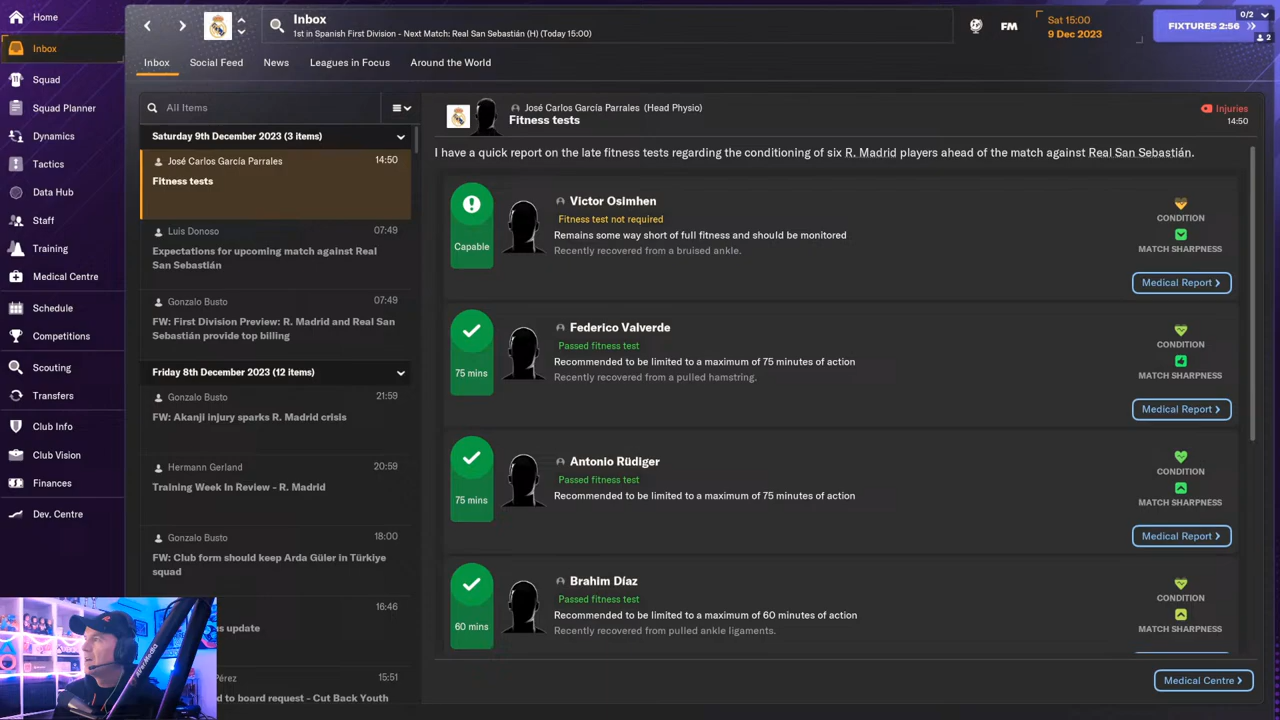 Home
Inbox
Squad
Squad Planner
Dynamics
Tactics
Data Hub
Staff
Training
Medical Centre
Schedule
Competitions
Scouting
Transfers
Club Info
Club Vision
Finances
Dev. Centre
Inbox
1st in Spanish First Division - Next Match: Real San Sebastián (H) (Today 15:00)
FM
Sat 15:00
9 Dec 2023
FIXTURES 2:56
0/2
2
Inbox
Social Feed
News
Leagues in Focus
Around the World
All Items
Saturday 9th December 2023 (3 items)
José Carlos García Parrales
14:50
Fitness tests
Luis Donoso
07:49
Expectations for upcoming match against Real
San Sebastián
Gonzalo Busto
07:49
FW: First Division Preview: R. Madrid and Real San
Sebastián provide top billing
Friday 8th December 2023 (12 items)
Gonzalo Busto
21:59
FW: Akanji injury sparks R. Madrid crisis
Hermann Gerland
20:59
Training Week In Review - R. Madrid
Gonzalo Busto
18:00
FW: Club form should keep Arda Güler in Türkiye
squad
16:46
update
Pérez
15:51
to board request - Cut Back Youth
AVerMedia
José Carlos García Parrales (Head Physio)
Fitness tests
Injuries
14:50
I have a quick report on the late fitness tests regarding the conditioning of six R. Madrid players ahead of the match against Real San Sebastián.
Capable
Victor Osimhen
Fitness test not required
Remains some way short of full fitness and should be monitored
Recently recovered from a bruised ankle.
CONDITION
MATCH SHARPNESS
Medical Report
75 mins
Federico Valverde
Passed fitness test
Recommended to be limited to a maximum of 75 minutes of action
Recently recovered from a pulled hamstring.
CONDITION
MATCH SHARPNESS
Medical Report
75 mins
Antonio Rüdiger
Passed fitness test
Recommended to be limited to a maximum of 75 minutes of action
CONDITION
MATCH SHARPNESS
Medical Report
60 mins
Brahim Díaz
Passed fitness test
Recommended to be limited to a maximum of 60 minutes of action
Recently recovered from pulled ankle ligaments.
CONDITION
MATCH SHARPNESS
Medical Centre